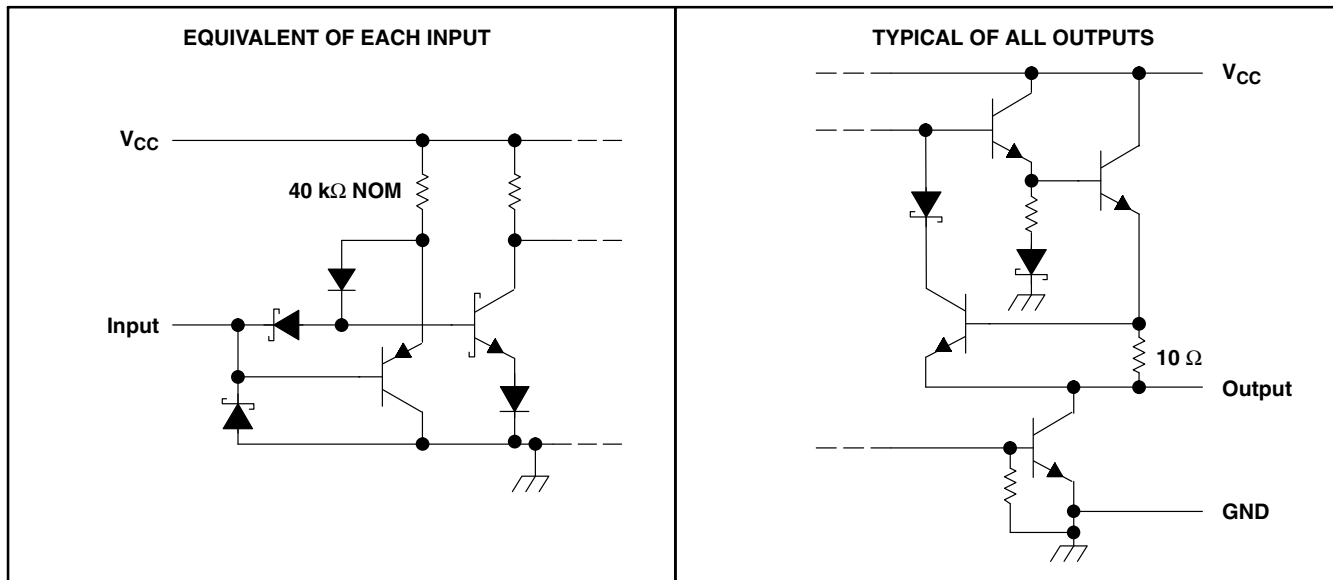 EQUIVALENT OF EACH INPUT
VCC
40 kΩ NOM
Input
TYPICAL OF ALL OUTPUTS
VCC
10 Ω
Output
GND